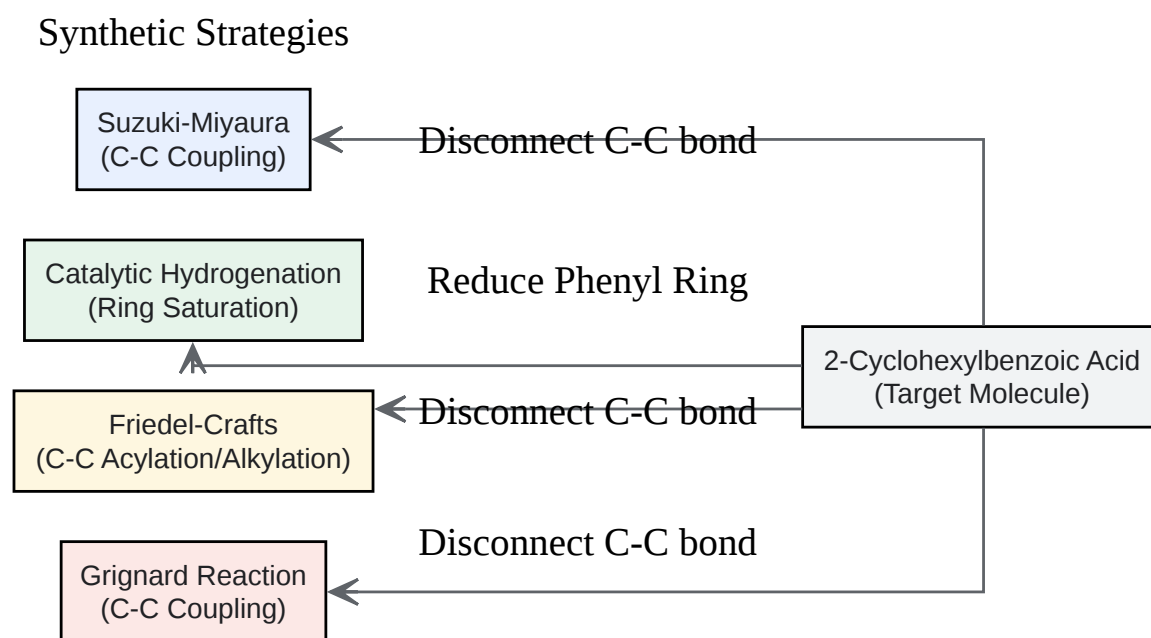 Synthetic Strategies
Suzuki-Miyaura
(C-C Coupling)
Disconnect C-C bond
Catalytic Hydrogenation
(Ring Saturation)
Reduce Phenyl Ring
2-Cyclohexylbenzoic Acid
(Target Molecule)
Friedel-Crafts
(C-C Acylation/Alkylation)
Disconnect C-C bond
Disconnect C-C bond
Grignard Reaction
(C-C Coupling)